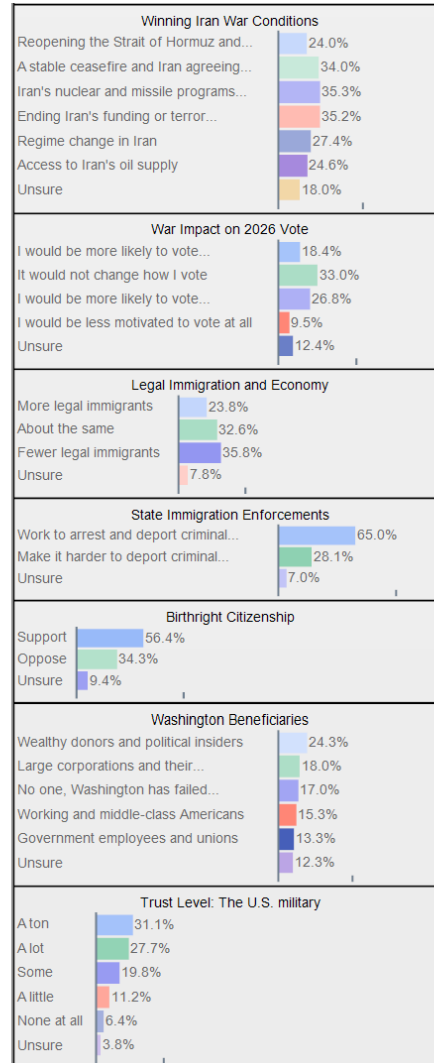 Winning Iran War Conditions
Reopening the Strait of Hormuz and... 24.0%
A stable ceasefire and Iran agreeing... 34.0%
Iran's nuclear and missile programs... 35.3%
Ending Iran's funding or terror... 35.2%
Regime change in Iran 27.4%
Access to Iran's oil supply 24.6%
Unsure 18.0%
War Impact on 2026 Vote
I would be more likely to vote... 18.4%
It would not change how I vote 33.0%
I would be more likely to vote... 26.8%
I would be less motivated to vote at all 9.5%
Unsure 12.4%
Legal Immigration and Economy
More legal immigrants 23.8%
About the same 32.6%
Fewer legal immigrants 35.8%
Unsure 7.8%
State Immigration Enforcements
Work to arrest and deport criminal... 65.0%
Make it harder to deport criminal... 28.1%
Unsure 7.0%
Birthright Citizenship
Support 56.4%
Oppose 34.3%
Unsure 9.4%
Washington Beneficiaries
Wealthy donors and political insiders 24.3%
Large corporations and their... 18.0%
No one, Washington has failed... 17.0%
Working and middle-class Americans 15.3%
Government employees and unions 13.3%
Unsure 12.3%
Trust Level: The U.S. military
A ton 31.1%
A lot 27.7%
Some 19.8%
A little 11.2%
None at all 6.4%
Unsure 3.8%